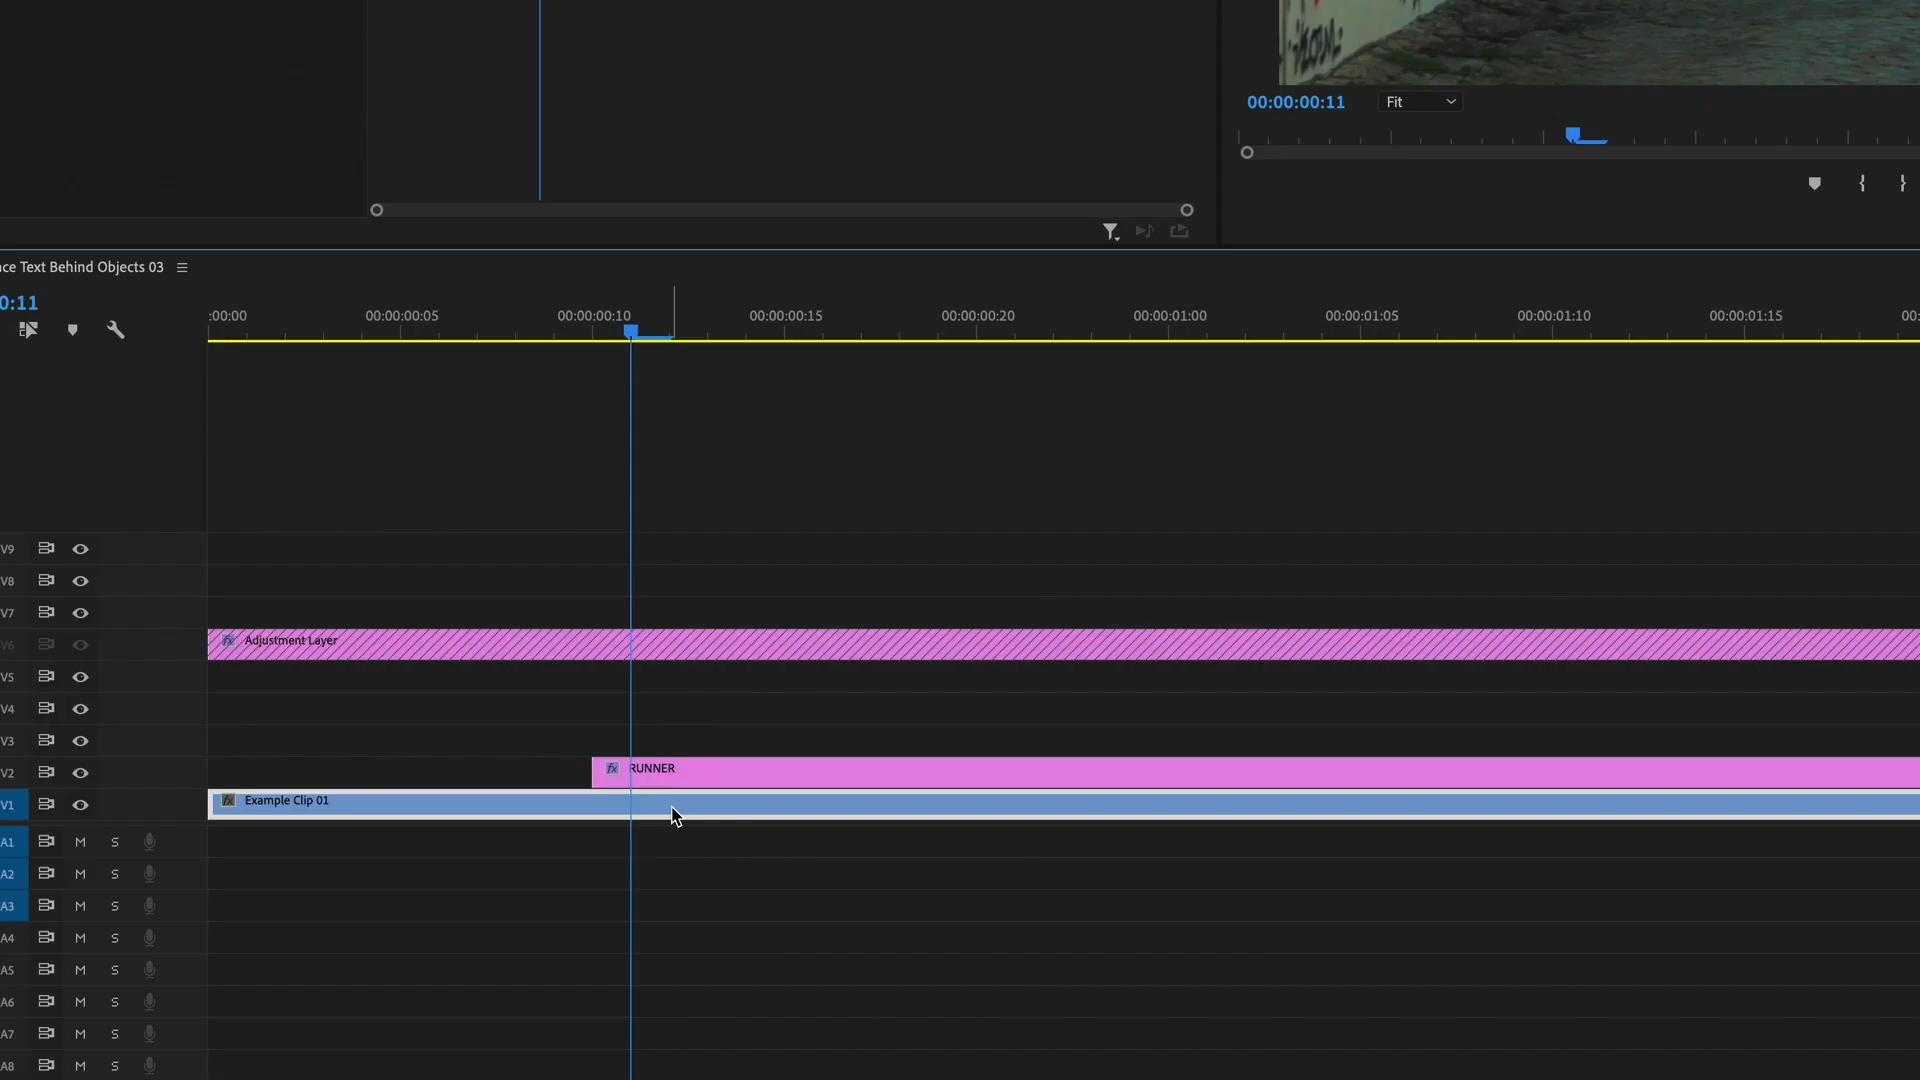 00:00:00:11
Fit
ce Text Behind Objects 03
0:11
:00:00
00:00:00:05
00:00:00:10
00:00:00:15
00:00:00:20
00:00:01:00
00:00:01:05
00:00:01:10
00:00:01:15
00:
V9
V8
V7
V6
fx Adjustment Layer
V5
V4
V3
V2
fx RUNNER
V1
fx Example Clip 01
A1 M S
A2 M S
A3 M S
A4 M S
A5 M S
A6 M S
A7 M S
A8 M S